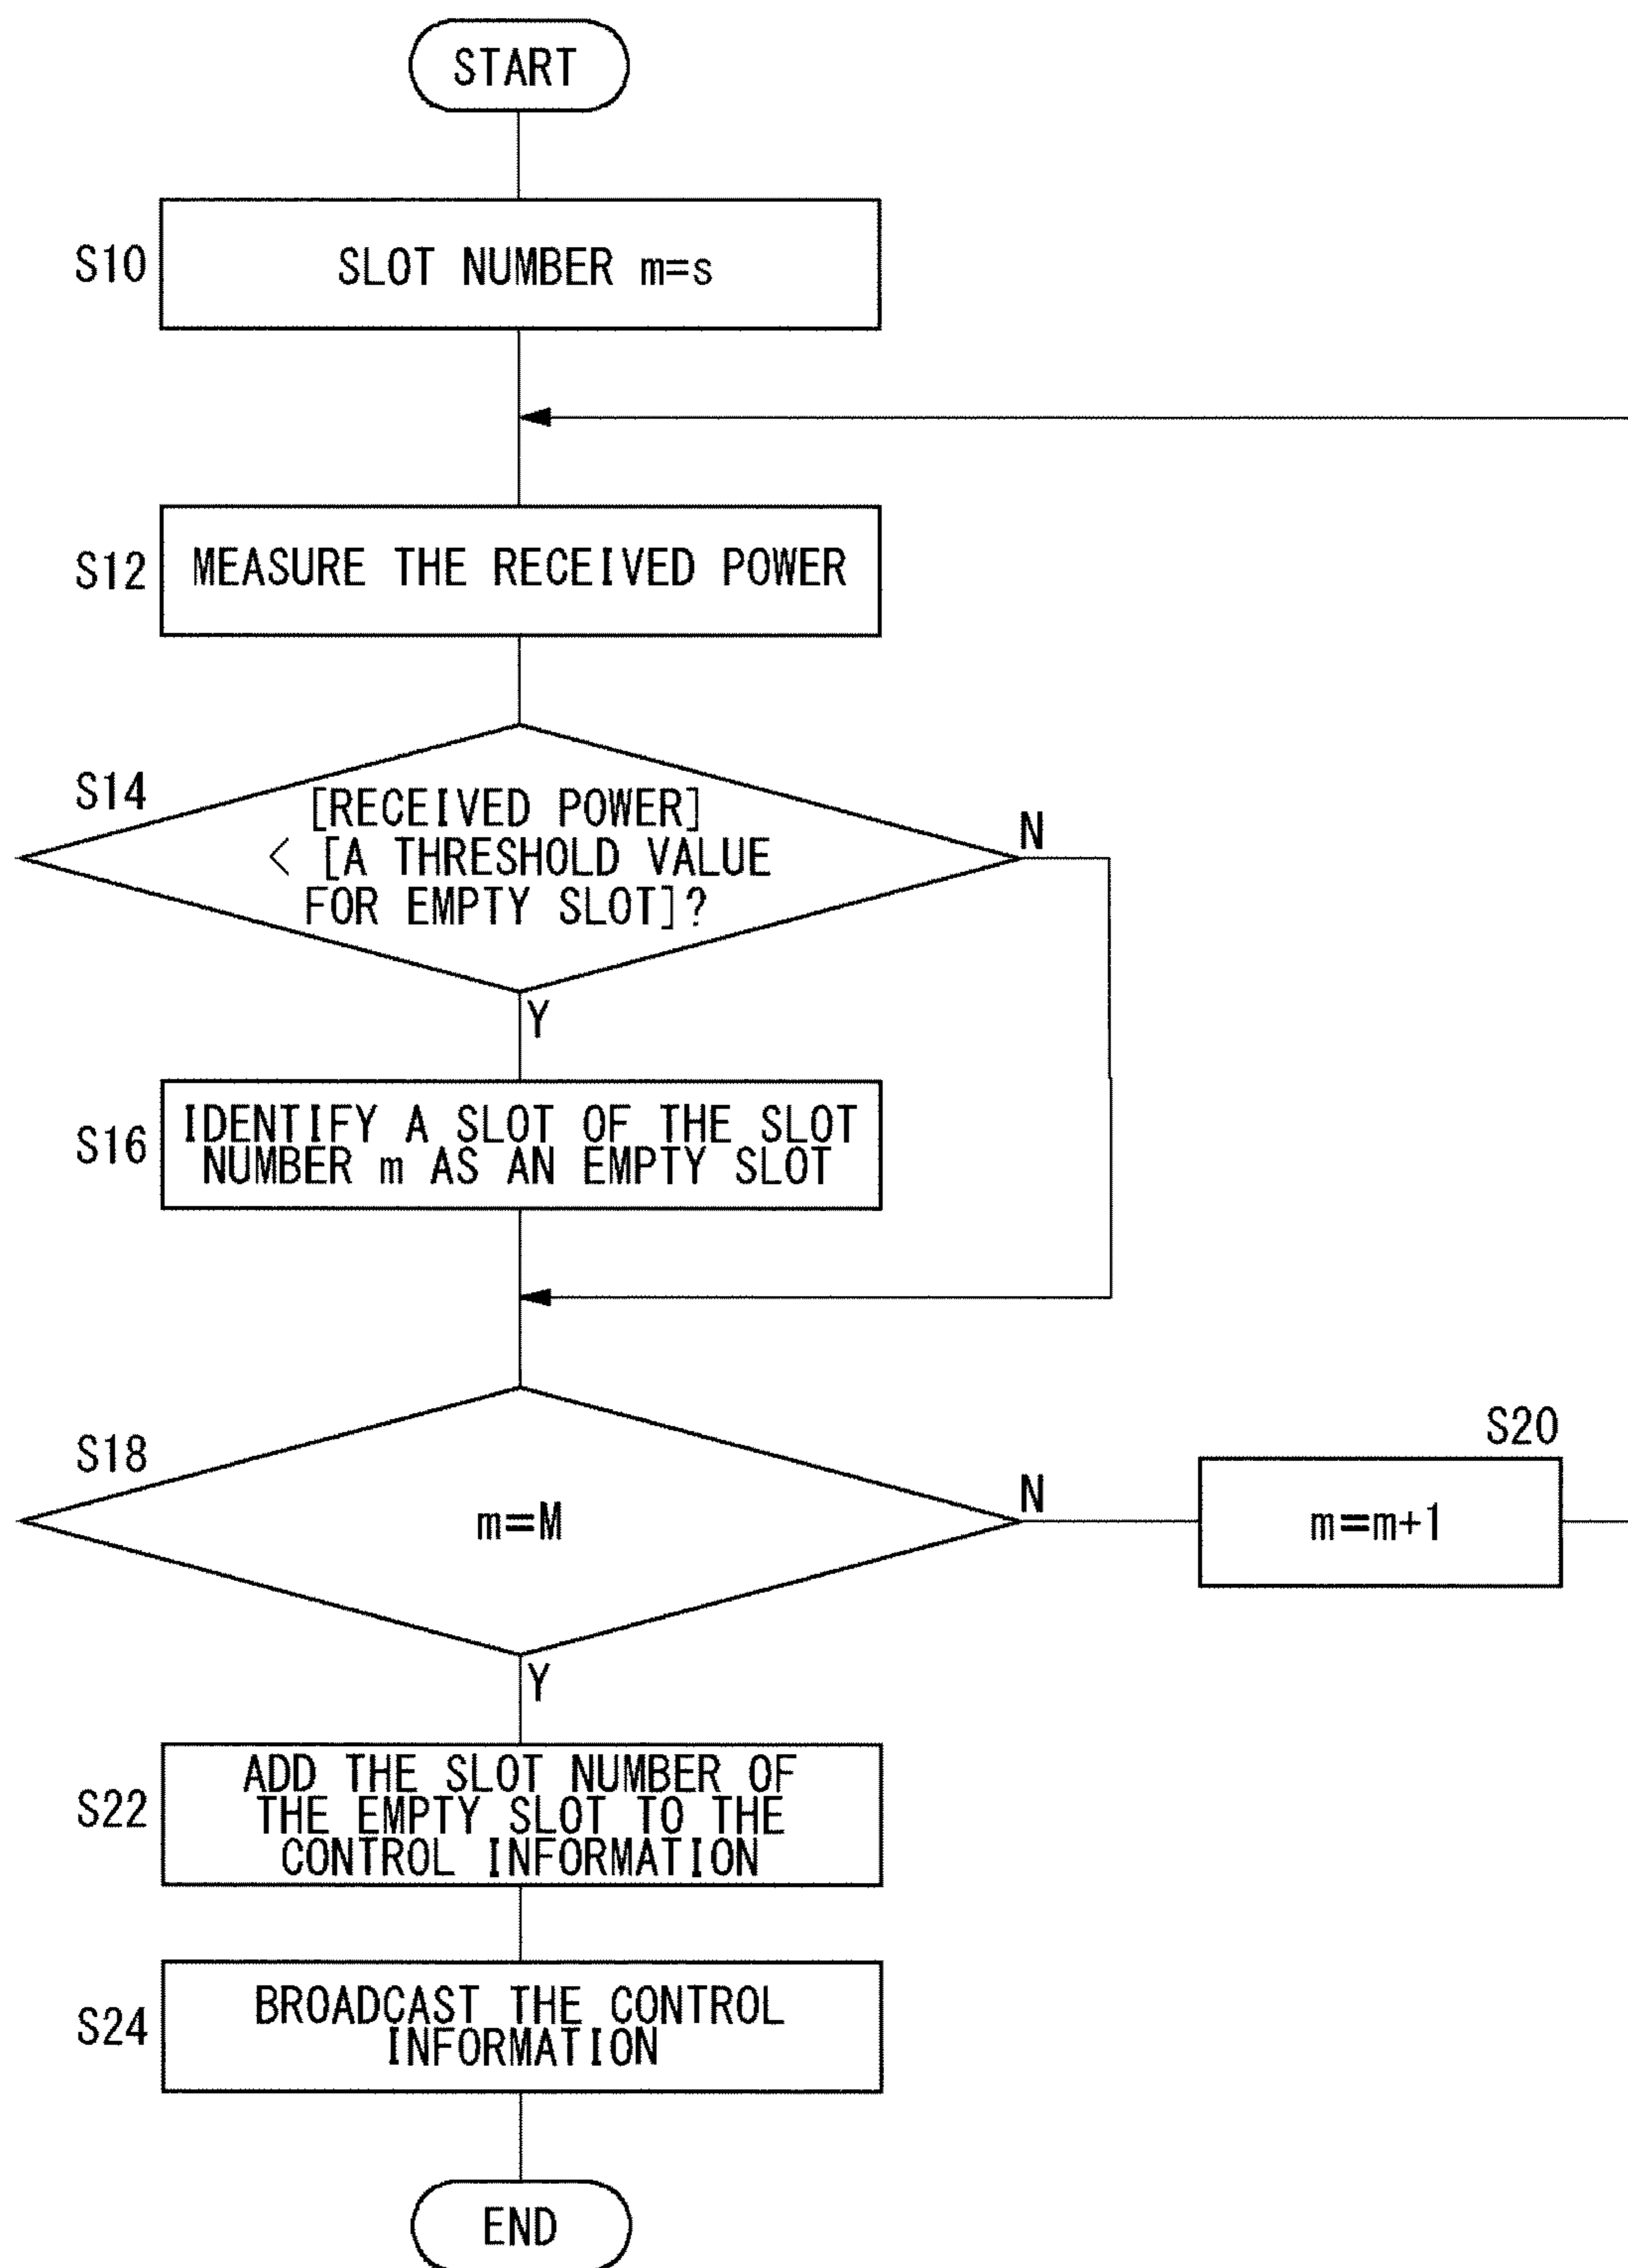 START
S10
SLOT NUMBER m=s
S12
MEASURE THE RECEIVED POWER
S14
[RECEIVED POWER]
< [A THRESHOLD VALUE
FOR EMPTY SLOT]?
N
Y
S16
IDENTIFY A SLOT OF THE SLOT
NUMBER m AS AN EMPTY SLOT
S18
m=M
N
S20
m=m+1
Y
S22
ADD THE SLOT NUMBER OF
THE EMPTY SLOT TO THE
CONTROL INFORMATION
S24
BROADCAST THE CONTROL
INFORMATION
END